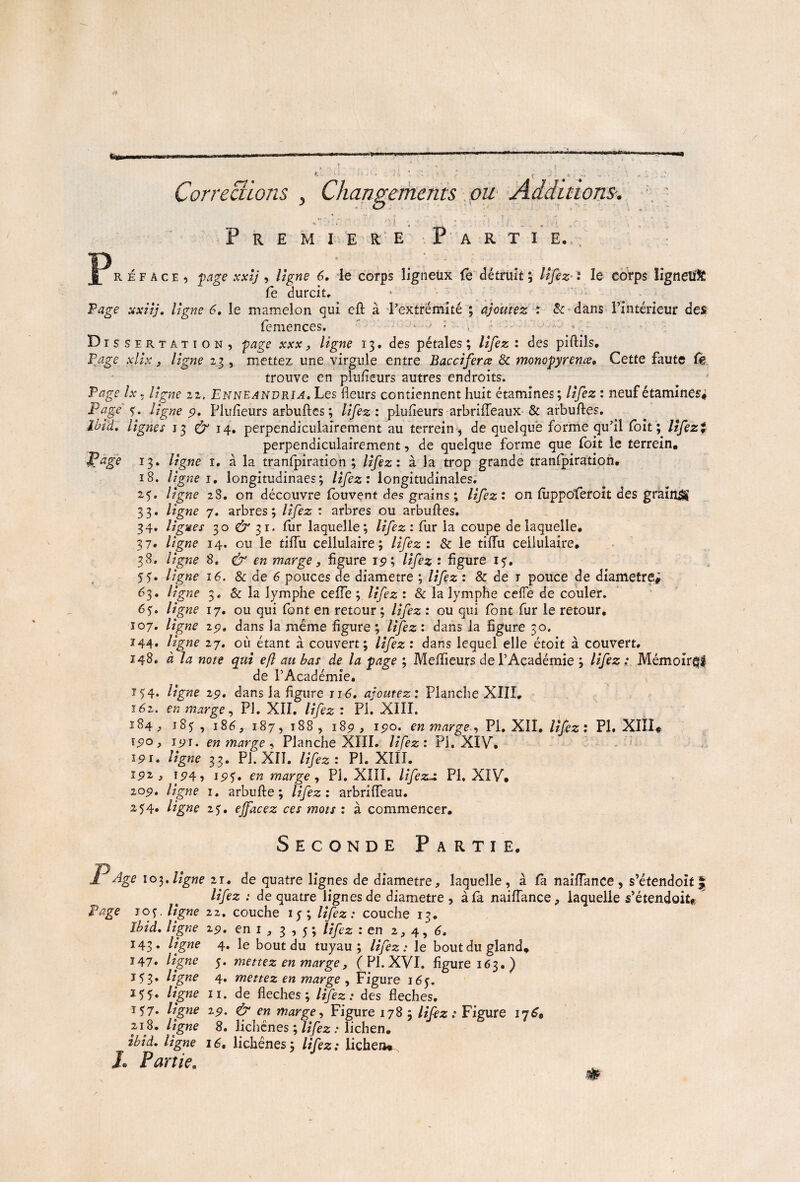 Corrections , Changements ou Additions.
PREMIERE PARTIE.
PRÉFACE, page xxij, ligne 6. le corps ligneux ſe détruit ; liſez : le corps ligneux
ſe durcit.
Page xxiij. ligne 6. le mamelon qui eſt à l'extrémité ; ajoutez : & dans l'intérieur des
ſemences.
DISSERTATION, page xxx, ligne 13. des pétales ; liſez : des piſtils.
Page xlix, ligne 23, mettez une virgule entre Bacciferæ & monopyrenæ. Cette faute ſe
trouve en pluſieurs autres endroits.
Page lx, ligne 22. ENNEANDRIA. Les fleurs contiennent huit étamines ; liſez : neuf étamines.
Page 5. ligne 9. Pluſieurs arbuſtes ; liſez : pluſieurs arbriſſeaux & arbuſtes.
Ibid. lignes 13 & 14. perpendiculairement au terrein, de quelque forme qu'il ſoit ; liſez :
perpendiculairement, de quelque forme que ſoit le terrein.
Page 13. ligne 1. à la tranſpiration ; liſez : à la trop grande tranſpiration.
18. ligne 1. longitudinaes ; liſez : longitudinales.
25. ligne 28. on découvre ſouvent des grains ; liſez : on ſuppoſeroit des grains
33. ligne 7. arbres ; liſez : arbres ou arbuſtes.
34. lignes 30 & 31. ſur laquelle ; liſez : ſur la coupe de laquelle.
37. ligne 14. ou le tiſſu cellulaire ; liſez : & le tiſſu cellulaire.
38. ligne 8. & en marge, figure 19 ; liſez : figure 15.
55. ligne 16. & de 6 pouces de diametre ; liſez : & de 1 pouce de diametre.
63. ligne 3. & la lymphe ceſſe ; liſez : & la lymphe ceſſe de couler.
65. ligne 17. ou qui ſont en retour ; liſez : ou qui ſont ſur le retour.
107. ligne 29. dans la même figure ; liſez : dans la figure 30.
144. ligne 27. où étant à couvert ; liſez : dans lequel elle étoit à couvert.
148. à la note qui eſt au bas de la page ; Meſſieurs de l'Académie ; liſez : Mémoires
de l'Académie.
154. ligne 29. dans la figure 116. ajoutez : Planche XIII.
162. en marge, Pl. XII. liſez : Pl. XIII.
184, 185, 186, 187, 188, 189, 190. en marge, Pl. XII. liſez : Pl. XIII.
190, 191. en marge, Planche XIII. liſez : Pl. XIV.
191. ligne 33. Pl. XII. liſez : Pl. XIII.
192, 194, 195. en marge, Pl. XIII. liſez : Pl. XIV.
209. ligne 1. arbuſte ; liſez : arbriſſeau.
254. ligne 25. effacez ces mots : à commencer.
SECONDE PARTIE.
PAge 103. ligne 21. de quatre lignes de diametre, laquelle, à ſa naiſſance, s'étendoit ;
liſez : de quatre lignes de diametre, à ſa naiſſance, laquelle s'étendoit.
Page 105. ligne 22. couche 15 ; liſez : couche 13.
Ibid. ligne 29. en 1, 3, 5 ; liſez : en 2, 4, 6.
143. ligne 4. le bout du tuyau ; liſez : le bout du gland.
147. ligne 5. mettez en marge, ( Pl. XVI. figure 163. )
153. ligne 4. mettez en marge, Figure 165.
155. ligne 11. de fleches ; liſez : des fleches.
157. ligne 29. & en marge, Figure 178 ; liſez : Figure 176.
218. ligne 8. lichênes ; liſez : lichen.
ibid. ligne 16. lichênes ; liſez : lichen.
I. Partie.